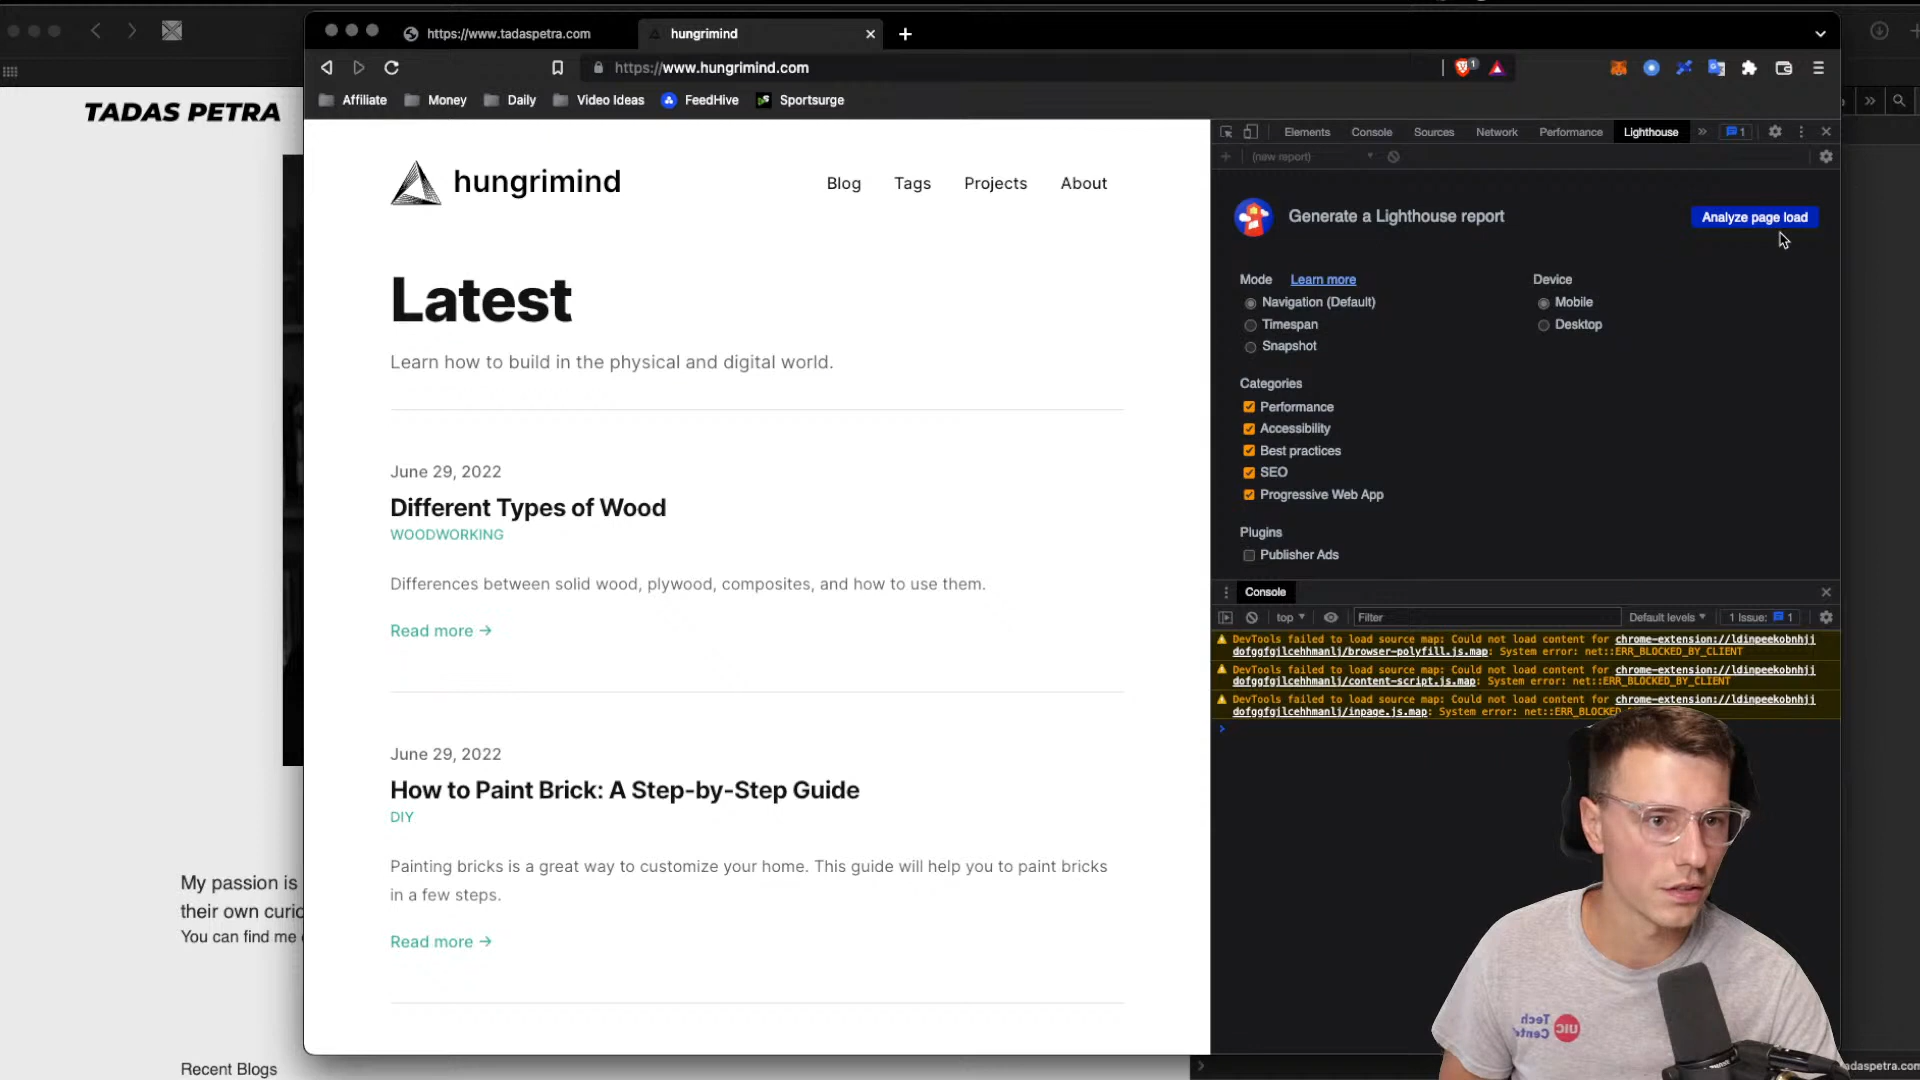 https://www.tadaspetra.com
hungrimind
https://www.hungrimind.com
1
Affiliate
Money
Daily
Video Ideas
FeedHive
Sportsurge
TADAS PETRA
My passion is
You can find me
Recent Blogs
hungrimind
Blog
Tags
Projects
About
Latest
Learn how to build in the physical and digital world.
June 29, 2022
Different Types of Wood
WOODWORKING
Differences between solid wood, plywood, composites, and how to use them.
Read more →
June 29, 2022
How to Paint Brick: A Step-by-Step Guide
DIY
Painting bricks is a great way to customize your home. This guide will help you to paint bricks
in a few steps.
Read more →
Elements
Console
Sources
Network
Performance
Lighthouse
1
(new report)
Generate a Lighthouse report
Analyze page load
Mode
Learn more
Navigation (Default)
Timespan
Snapshot
Device
Mobile
Desktop
Categories
Performance
Accessibility
Best practices
SEO
Progressive Web App
Plugins
Publisher Ads
Console
top
Filter
Default levels
1 Issue: 1
DevTools failed to load source map: Could not load content for chrome-extension://ldinpeekobnhjj
dofggfgjlcehhmanlj/browser-polyfill.js.map: System error: net::ERR_BLOCKED_BY_CLIENT
DevTools failed to load source map: Could not load content for chrome-extension://ldinpeekobnhjj
dofggfgjlcehhmanlj/content-script.js.map: System error: net::ERR_BLOCKED_BY_CLIENT
DevTools failed to load source map: Could not load content for chrome-extension://ldinpeekobnhjj
dofggfgjlcehhmanlj/inpage.js.map: System error: net::ERR_BLOCKED
Tech
UIC